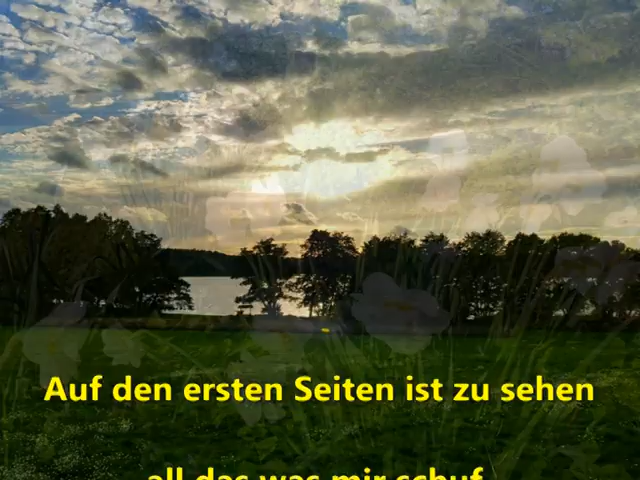 Auf den ersten Seiten ist zu sehen
all das was mir schuf